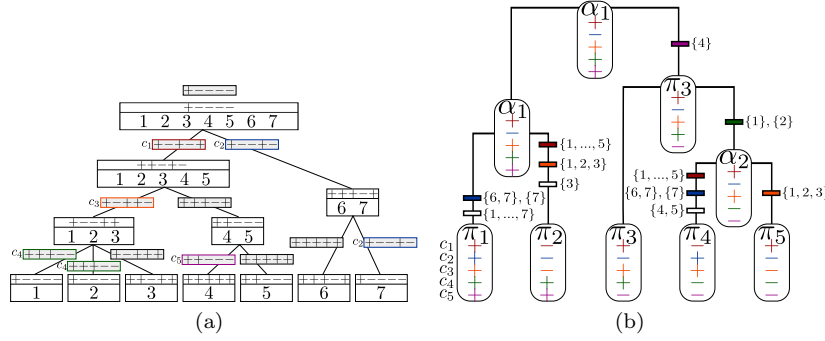 1 2 3 4 5 6 7
c1
c2
1 2 3 4 5
c3
6 7
1 2 3
4 5
c4
c4
c5
c2
1 2 3 4 5 6 7
(a)
α1
{4}
α1
π3
{1, ..., 5}
{1, 2, 3}
{3}
{6, 7}, {7}
{1, ..., 7}
{1}, {2}
α2
{1, ..., 5}
{6, 7}, {7}
{4, 5}
{1, 2, 3}
π1 π2 π3 π4 π5
c1
c2
c3
c4
c5
(b)